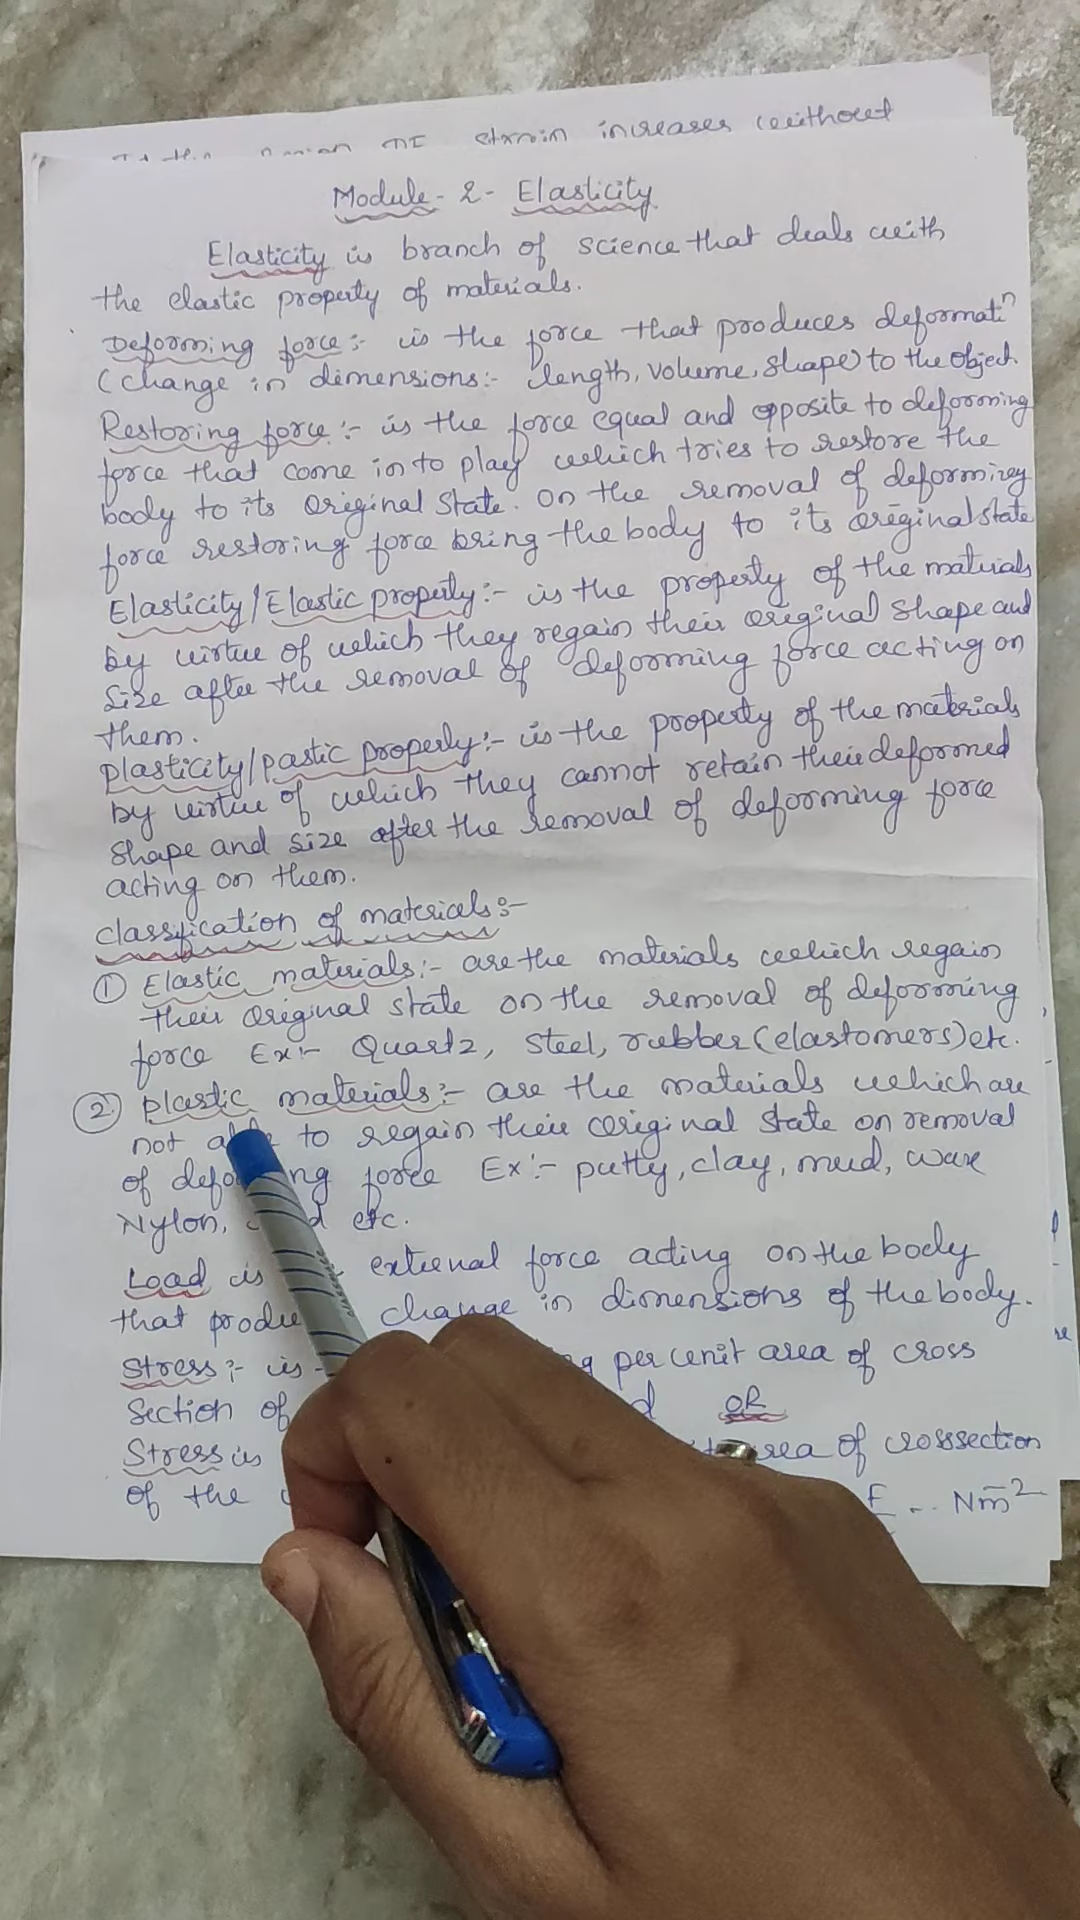 In the Region OE strain increases without
Module - 2 - Elasticity
Elasticity is branch of science that deals with
the elastic property of materials.
Deforming force:- is the force that produces deformatiⁿ
(change in dimensions:- length, volume, shape) to the object.
Restoring force:- is the force equal and opposite to deforming
force that come in to play which tries to restore the
body to its original state. on the removal of deforming
force restoring force bring the body to its original state
Elasticity/Elastic property:- is the property of the materials
by virtue of which they regain their original shape and
size after the removal of deforming force acting on
them.
plasticity/pastic property:- is the property of the materials
by virtue of which they cannot retain their deformed
shape and size after the removal of deforming force
acting on them.
classification of materials:-
① Elastic materials:- are the materials which regain
their original state on the removal of deforming
force Ex:- Quartz, steel, rubber (elastomers) etc.
② plastic materials:- are the materials which are
not able to regain their original state on removal
of deforming force Ex:- putty, clay, mud, wax
Nylon, etc.
Load is external force acting on the body
that produ change in dimensions of the body.
Stress:- is per unit area of cross
section of OR
Stress is area of crosssection
of the F .. Nm⁻²